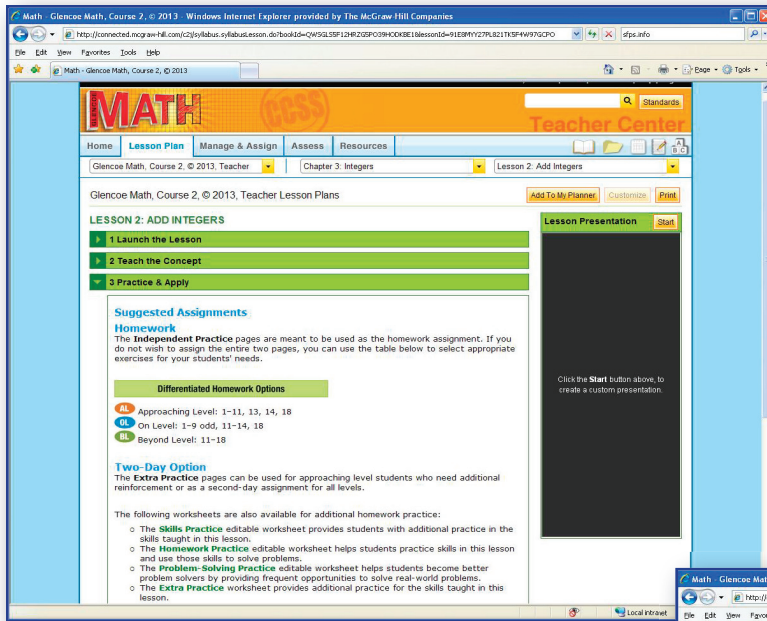 Math - Glencoe Math, Course 2, © 2013 - Windows Internet Explorer provided by The McGraw-Hill Companies
sfps.info
File Edit View Favorites Tools Help
Math - Glencoe Math, Course 2, © 2013
Page Tools
GLENCOE MATH
CCSS
Standards
Teacher Center
Home Lesson Plan Manage & Assign Assess Resources
Glencoe Math, Course 2, © 2013, Teacher Chapter 3: Integers Lesson 2: Add Integers
Glencoe Math, Course 2, © 2013, Teacher Lesson Plans Add To My Planner Customize Print
LESSON 2: ADD INTEGERS Lesson Presentation Start
1 Launch the Lesson
2 Teach the Concept
3 Practice & Apply
Suggested Assignments
Homework
The Independent Practice pages are meant to be used as the homework assignment. If you
do not wish to assign the entire two pages, you can use the table below to select appropriate
exercises for your students' needs.
Differentiated Homework Options
AL Approaching Level: 1-11, 13, 14, 18
OL On Level: 1-9 odd, 11-14, 18
BL Beyond Level: 11-18
Click the Start button above, to
create a custom presentation.
Two-Day Option
The Extra Practice pages can be used for approaching level students who need additional
reinforcement or as a second-day assignment for all levels.
The following worksheets are also available for additional homework practice:
o The Skills Practice editable worksheet provides students with additional practice in the
skills taught in this lesson.
o The Homework Practice editable worksheet helps students practice skills in this lesson
and use those skills to solve problems.
o The Problem-Solving Practice editable worksheet helps students become better
problem solvers by providing frequent opportunities to solve real-world problems.
o The Extra Practice worksheet provides additional practice for the skills taught in this
lesson.
Local intranet
Math - Glencoe Mat
http://
File Edit View Favor